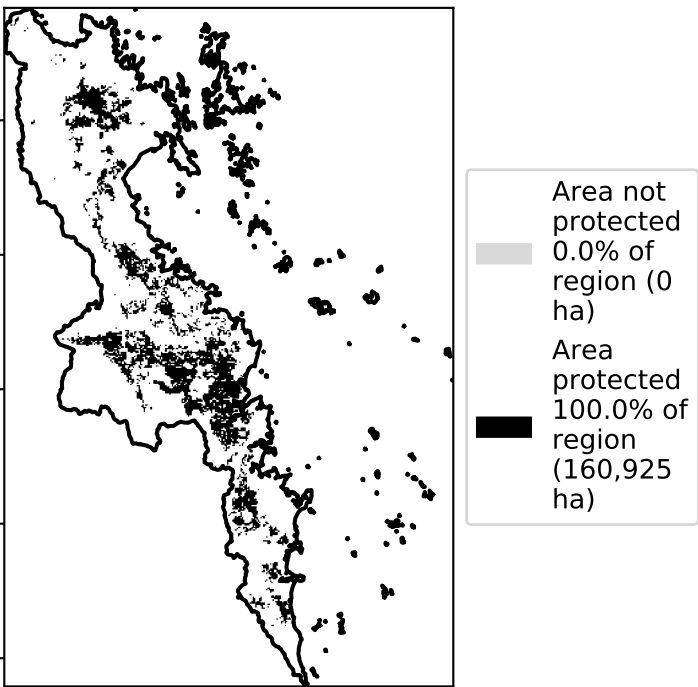 Area not
protected
0.0% of
region (0
ha)
Area
protected
100.0% of
region
(160,925
ha)